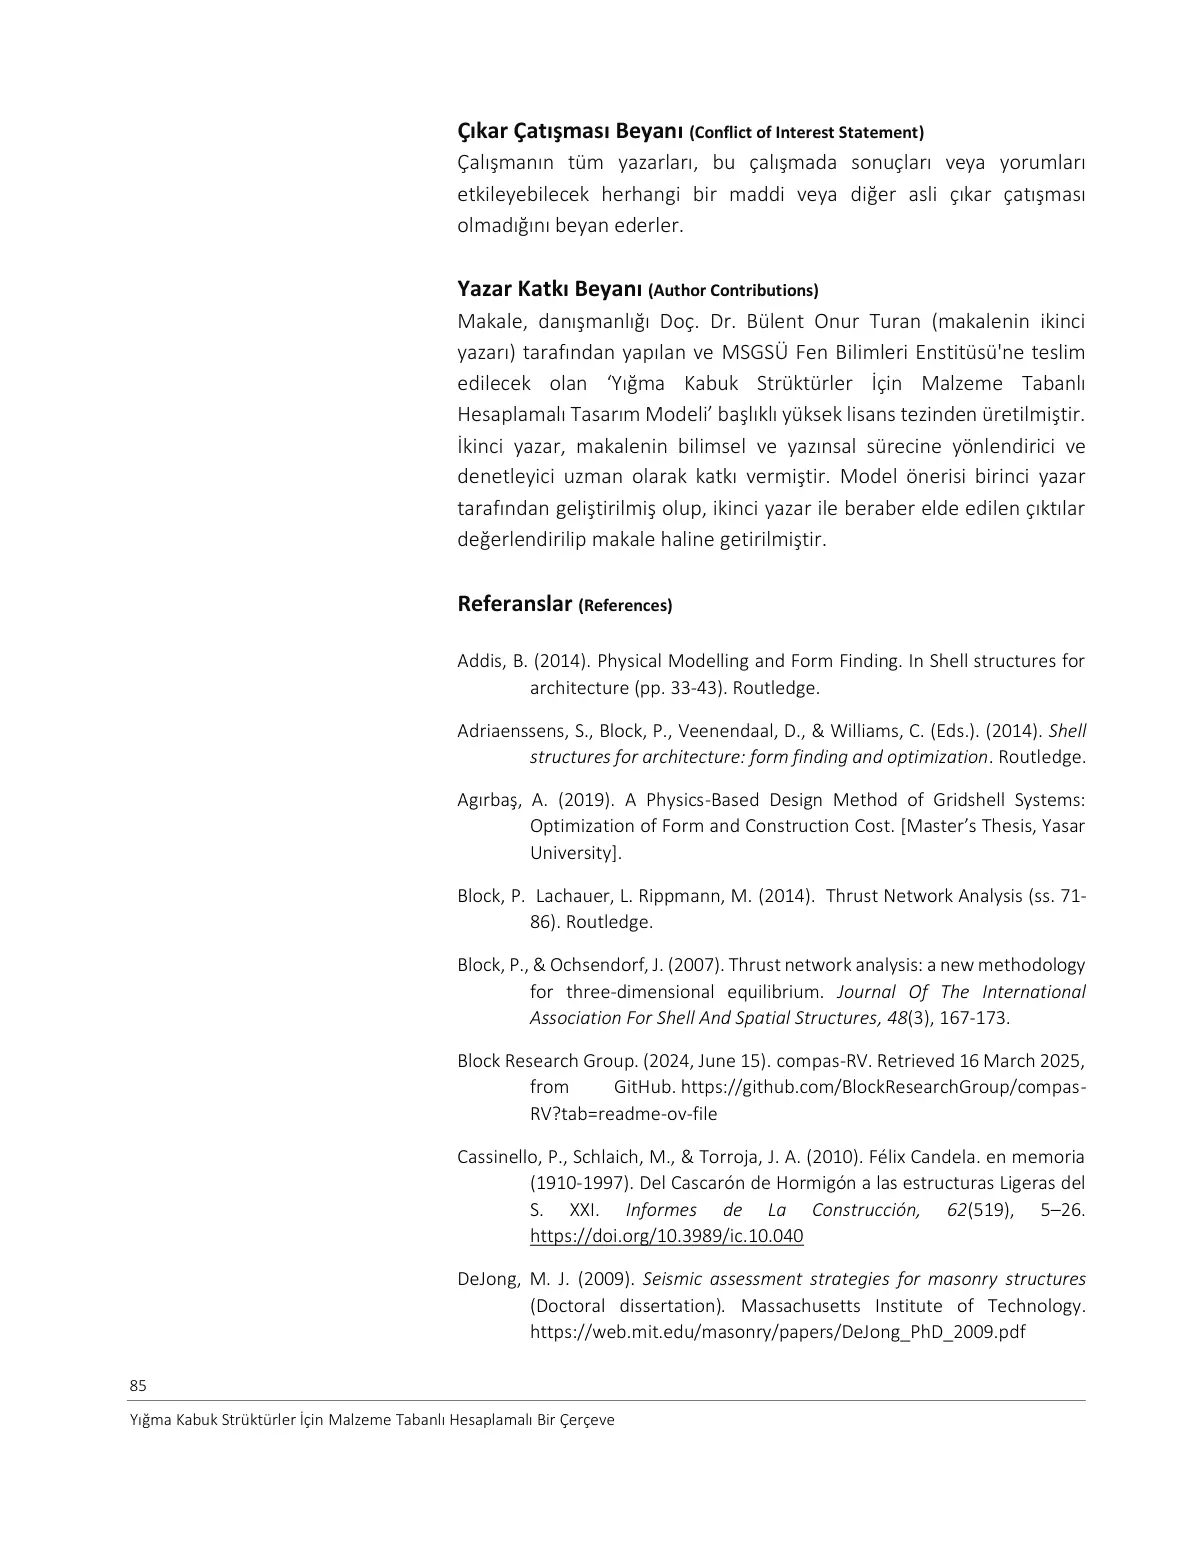 Çıkar Çatışması Beyanı (Conflict of Interest Statement)
Çalışmanın tüm yazarları, bu çalışmada sonuçları veya yorumları
etkileyebilecek herhangi bir maddi veya diğer asli çıkar çatışması
olmadığını beyan ederler.
Yazar Katkı Beyanı (Author Contributions)
Makale, danışmanlığı Doç. Dr. Bülent Onur Turan (makalenin ikinci
yazarı) tarafından yapılan ve MSGSÜ Fen Bilimleri Enstitüsü'ne teslim
edilecek olan ‘Yığma Kabuk Strüktürler İçin Malzeme Tabanlı
Hesaplamalı Tasarım Modeli’ başlıklı yüksek lisans tezinden üretilmiştir.
İkinci yazar, makalenin bilimsel ve yazınsal sürecine yönlendirici ve
denetleyici uzman olarak katkı vermiştir. Model önerisi birinci yazar
tarafından geliştirilmiş olup, ikinci yazar ile beraber elde edilen çıktılar
değerlendirilip makale haline getirilmiştir.
Referanslar (References)
Addis, B. (2014). Physical Modelling and Form Finding. In Shell structures for
architecture (pp. 33-43). Routledge.
Adriaenssens, S., Block, P., Veenendaal, D., & Williams, C. (Eds.). (2014). Shell
structures for architecture: form finding and optimization. Routledge.
Agırbaş, A. (2019). A Physics-Based Design Method of Gridshell Systems:
Optimization of Form and Construction Cost. [Master’s Thesis, Yasar
University].
Block, P.  Lachauer, L. Rippmann, M. (2014).  Thrust Network Analysis (ss. 71-
86). Routledge.
Block, P., & Ochsendorf, J. (2007). Thrust network analysis: a new methodology
for three-dimensional equilibrium. Journal Of The International
Association For Shell And Spatial Structures, 48(3), 167-173.
Block Research Group. (2024, June 15). compas-RV. Retrieved 16 March 2025,
from GitHub. https://github.com/BlockResearchGroup/compas-
RV?tab=readme-ov-file
Cassinello, P., Schlaich, M., & Torroja, J. A. (2010). Félix Candela. en memoria
(1910-1997). Del Cascarón de Hormigón a las estructuras Ligeras del
S. XXI. Informes de La Construcción, 62(519), 5–26.
https://doi.org/10.3989/ic.10.040
DeJong, M. J. (2009). Seismic assessment strategies for masonry structures
(Doctoral dissertation). Massachusetts Institute of Technology.
https://web.mit.edu/masonry/papers/DeJong_PhD_2009.pdf
85
Yığma Kabuk Strüktürler İçin Malzeme Tabanlı Hesaplamalı Bir Çerçeve